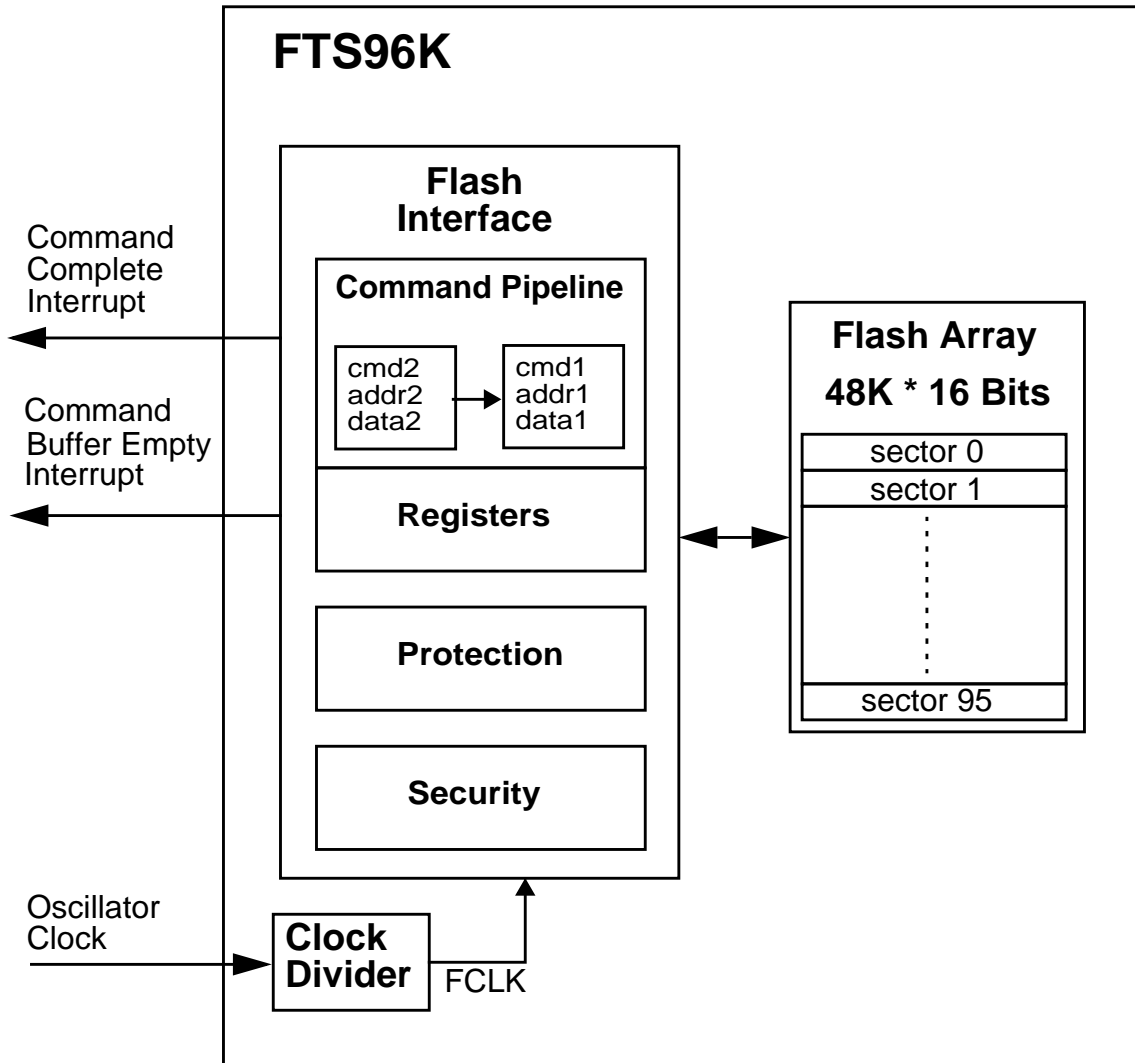 FTS96K
Flash
Interface
Command
Complete
Interrupt
Command Pipeline
cmd2
addr2
data2
cmd1
addr1
data1
Command
Buffer Empty
Interrupt
Registers
Protection
Security
Flash Array
48K * 16 Bits
sector 0
sector 1
sector 95
Oscillator
Clock
Clock
Divider
FCLK